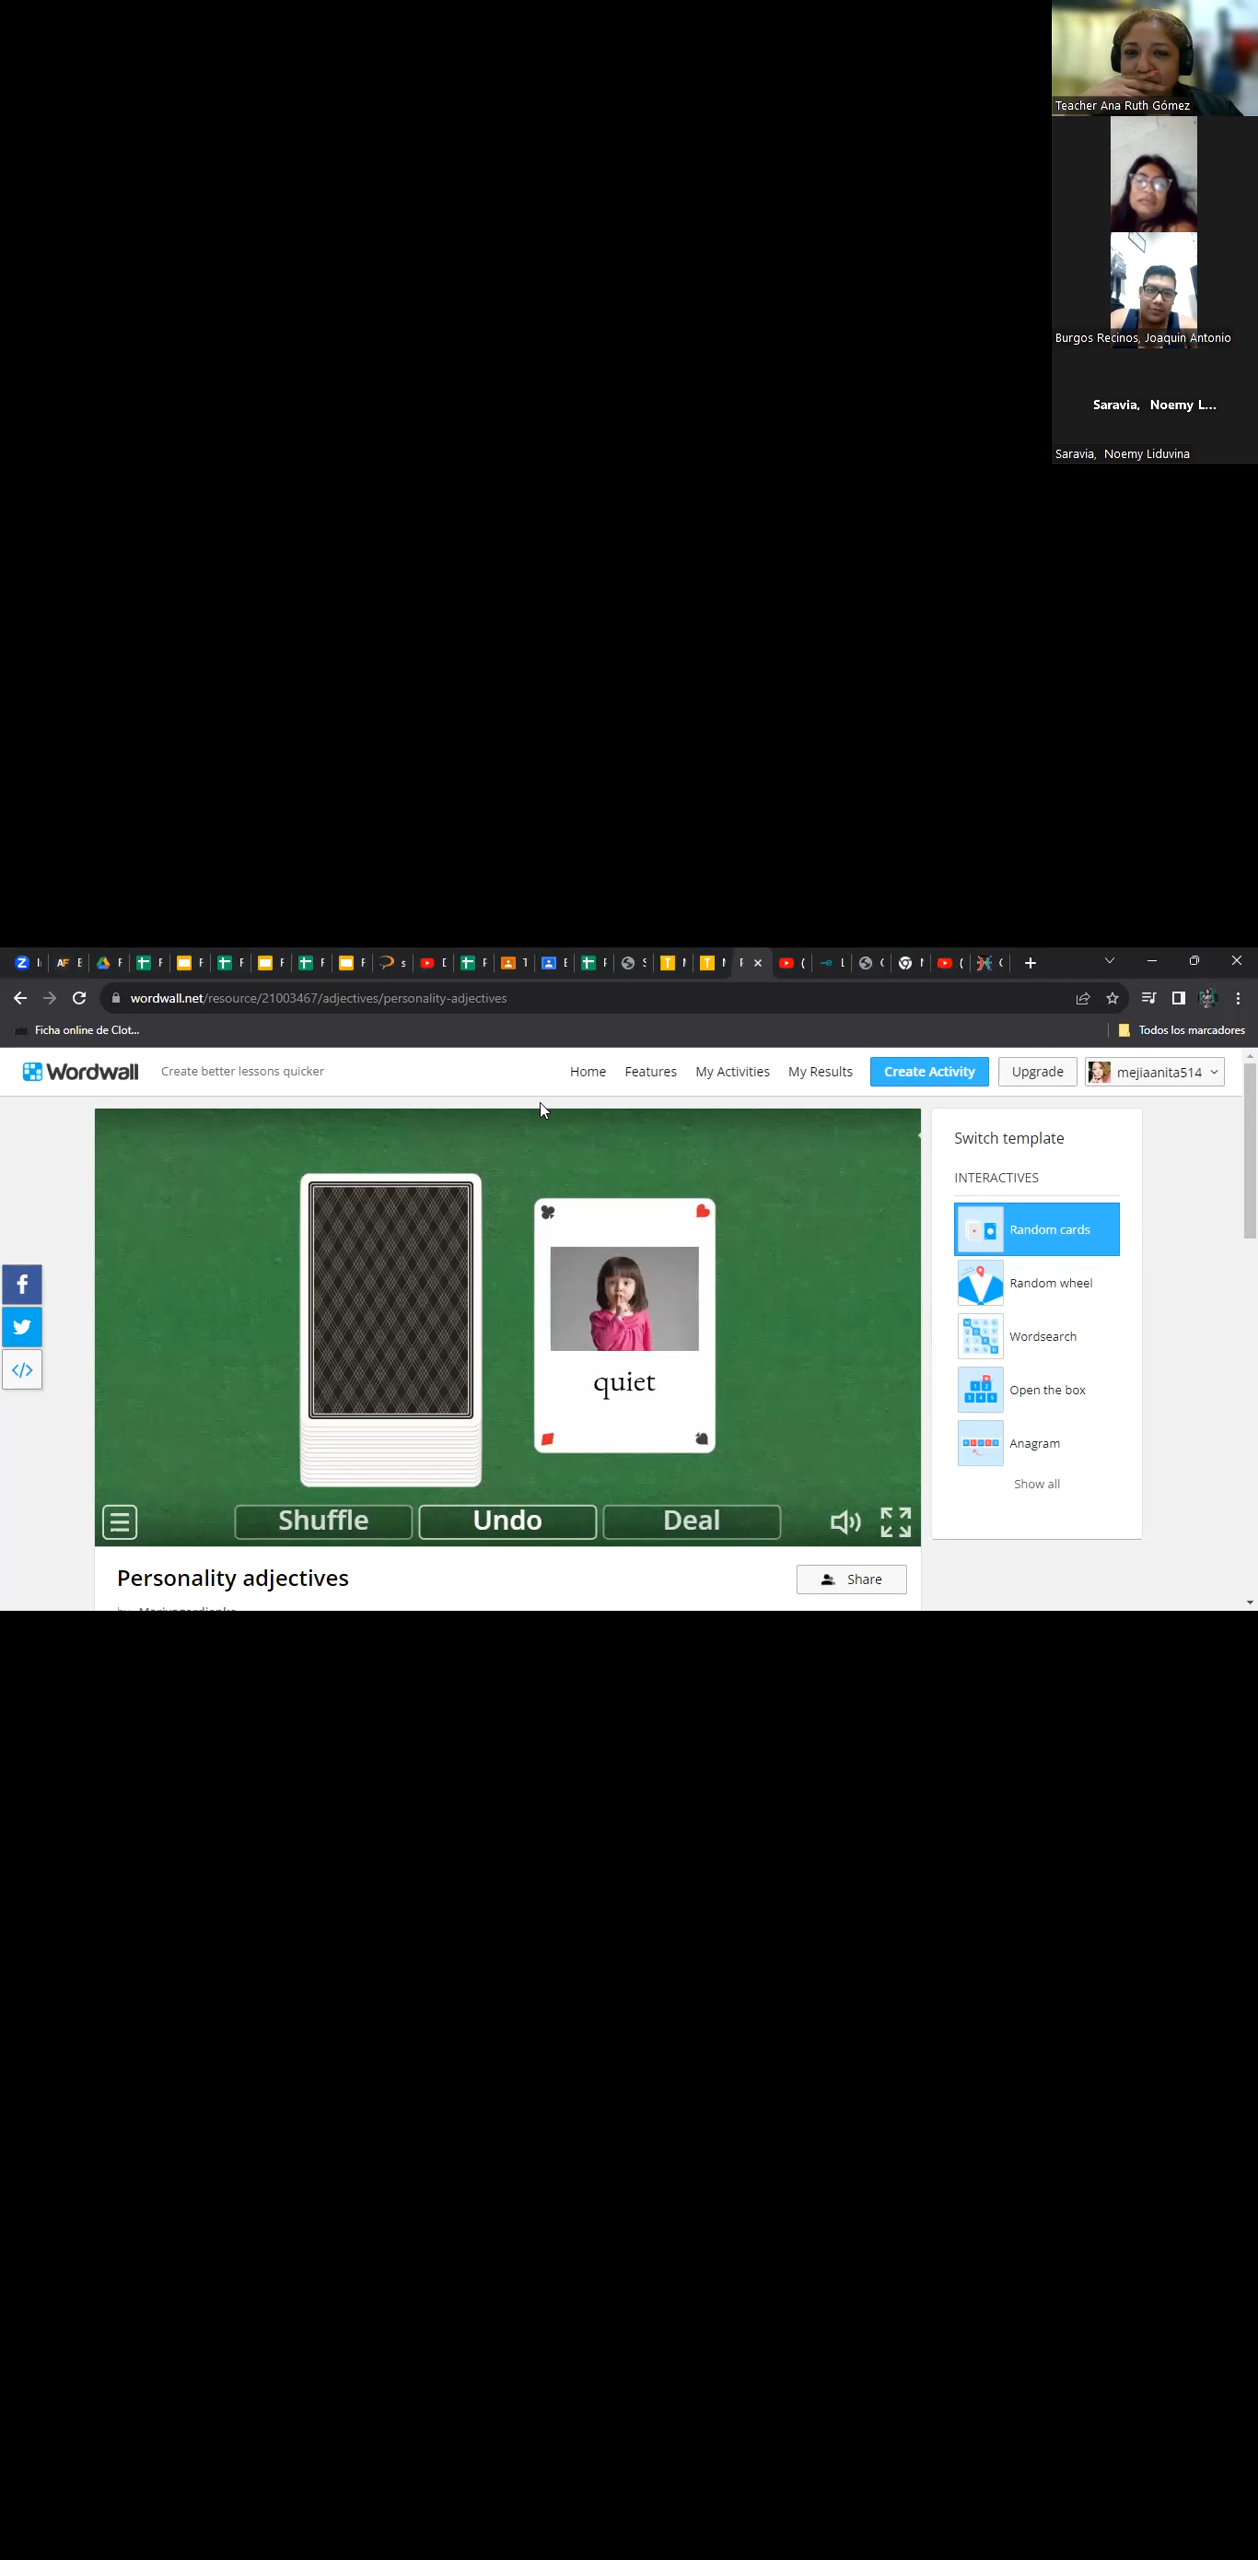 Teacher Ana Ruth Gómez
Burgos Recinos, Joaquin Antonio
Saravia, Noemy L...
Saravia, Noemy Liduvina
wordwall.net/resource/21003467/adjectives/personality-adjectives
Ficha online de Clot...
Todos los marcadores
Wordwall
Create better lessons quicker
Home
Features
My Activities
My Results
Create Activity
Upgrade
mejiaanita514
Switch template
INTERACTIVES
Random cards
Random wheel
Wordsearch
Open the box
Anagram
Show all
quiet
Shuffle
Undo
Deal
Personality adjectives
Share